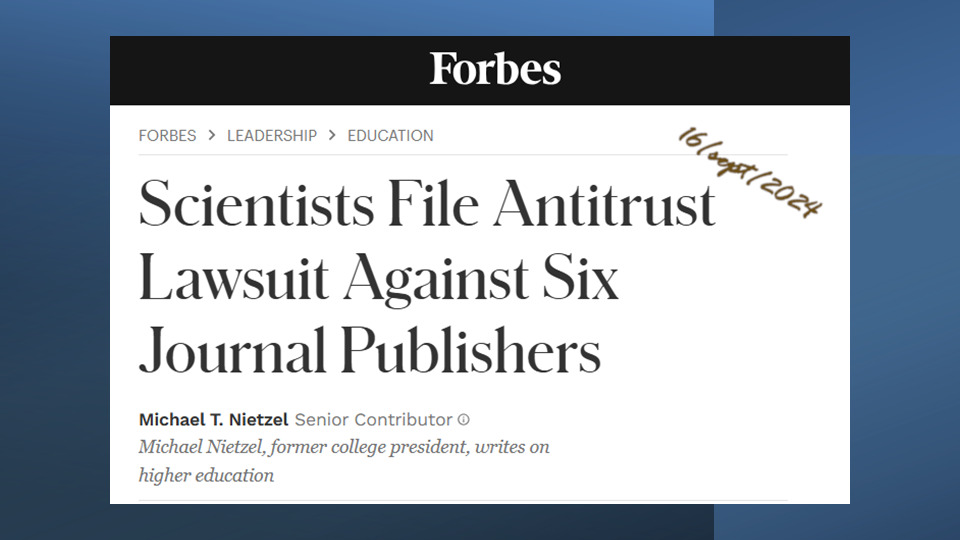 Forbes
FORBES > LEADERSHIP > EDUCATION
16/sept/2024
Scientists File Antitrust
Lawsuit Against Six
Journal Publishers
Michael T. Nietzel Senior Contributor
Michael Nietzel, former college president, writes on
higher education